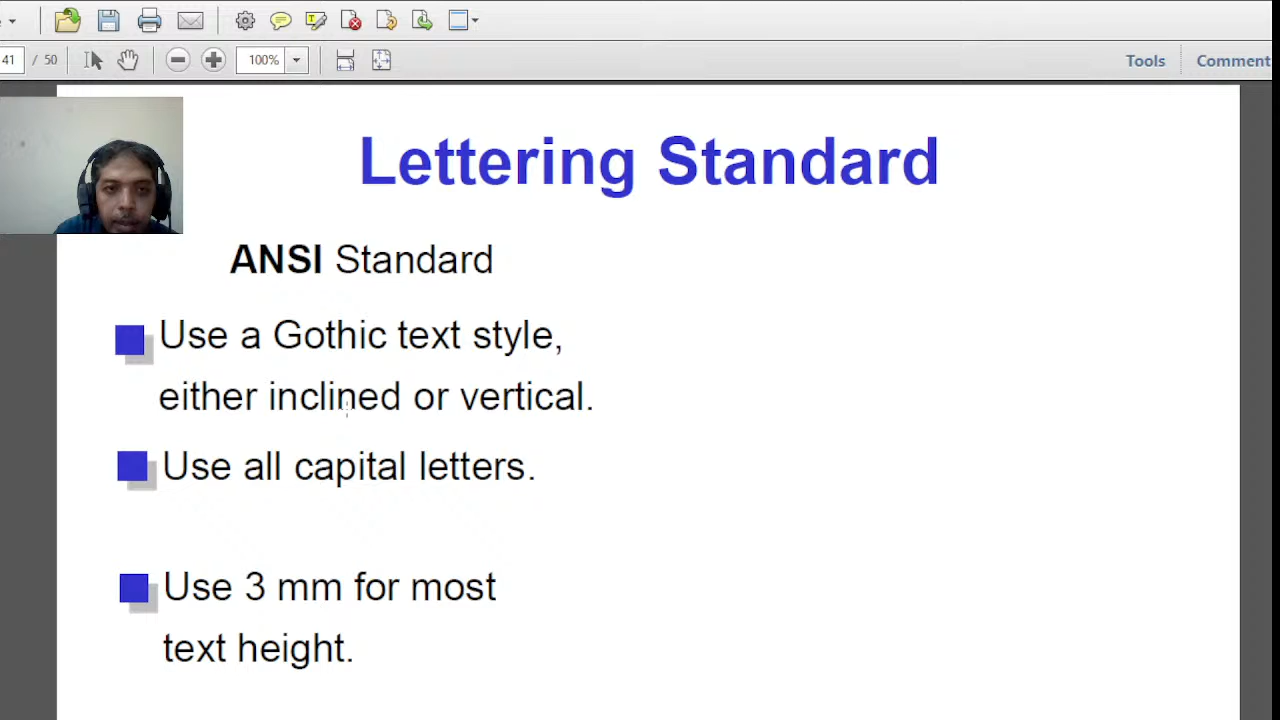 41 / 50
100%
Tools
Comment
Lettering Standard
ANSI Standard
Use a Gothic text style,
either inclined or vertical.
Use all capital letters.
Use 3 mm for most
text height.